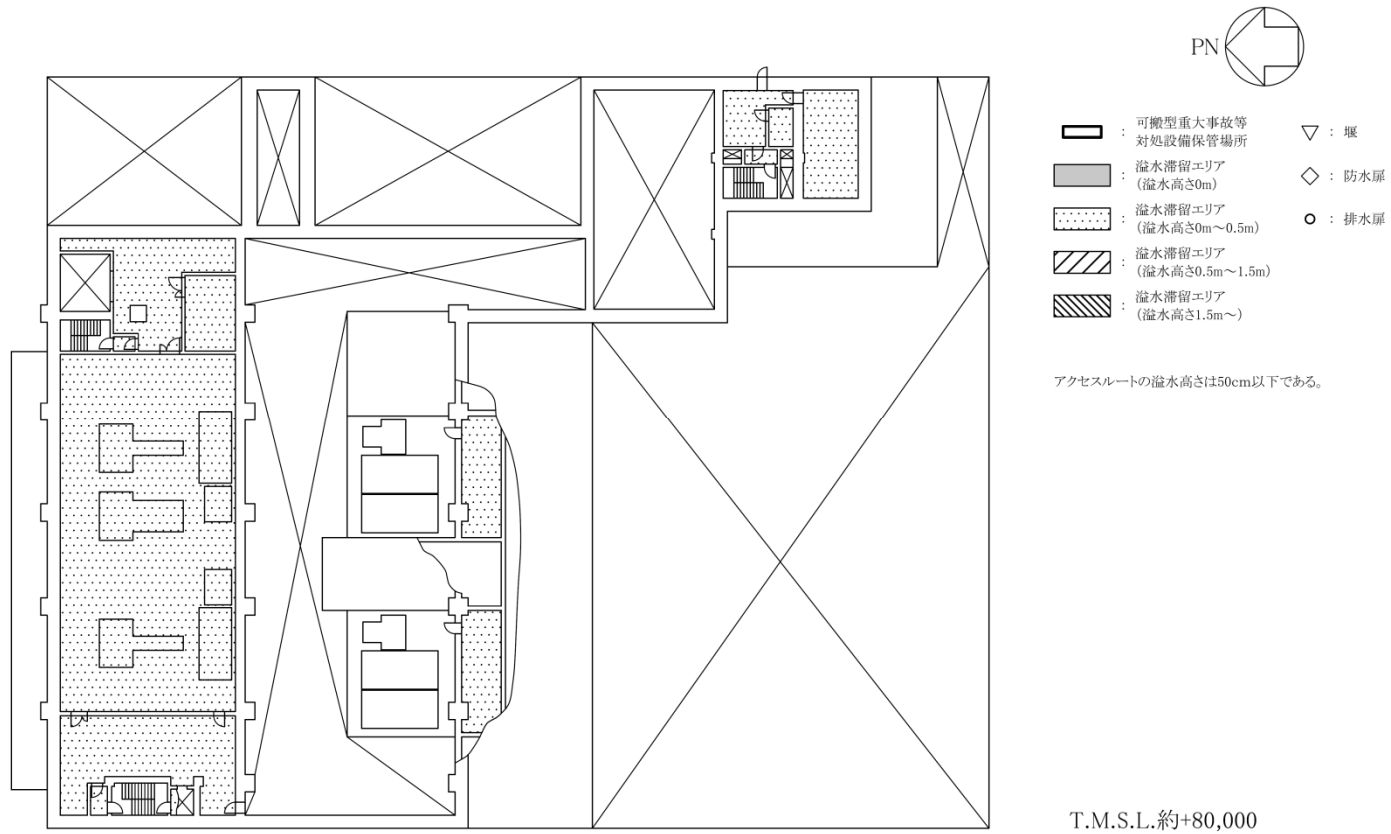 PN
可搬型重大事故等
対処設備保管場所
溢水滞留エリア
(溢水高さ0m)
溢水滞留エリア
(溢水高さ0m～0.5m)
溢水滞留エリア
(溢水高さ0.5m～1.5m)
溢水滞留エリア
(溢水高さ1.5m～)
：堰
：防水扉
：排水扉
アクセスルートの溢水高さは50cm以下である。
T.M.S.L.約+80,000